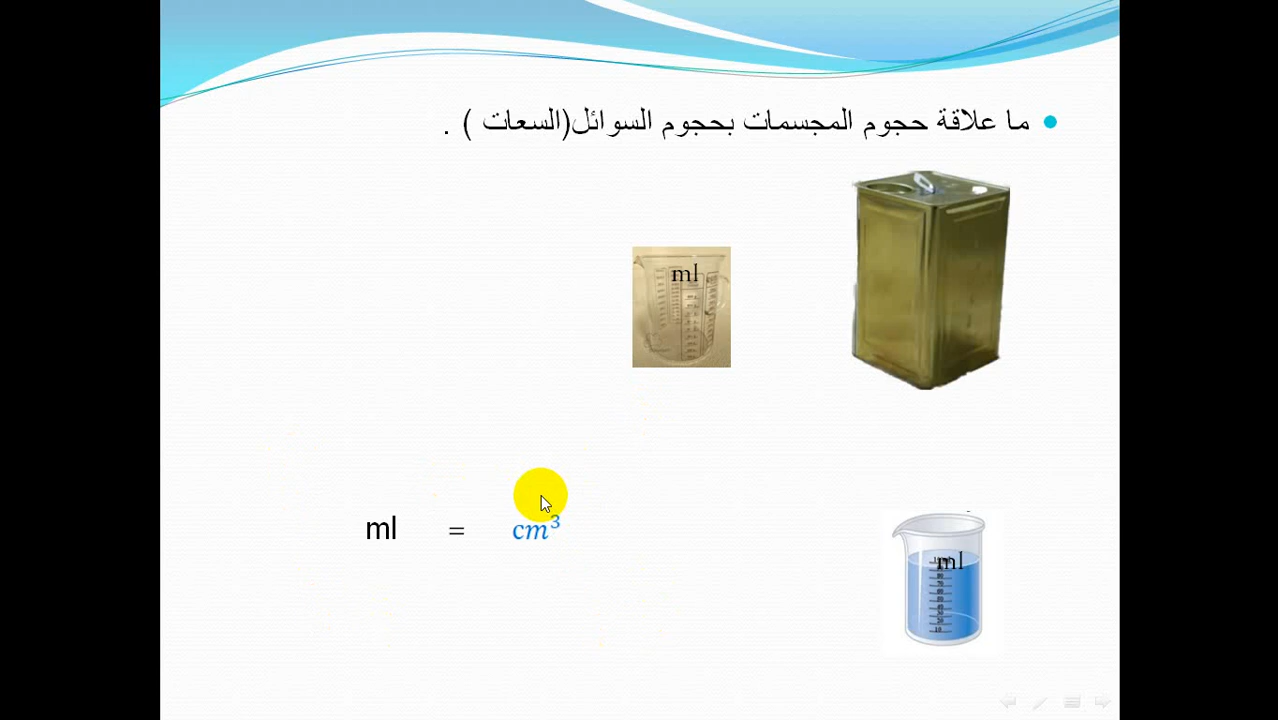 ما علاقة حجوم المجسمات بحجوم السوائل(السعات ) .
ml
ml = cm³
ml